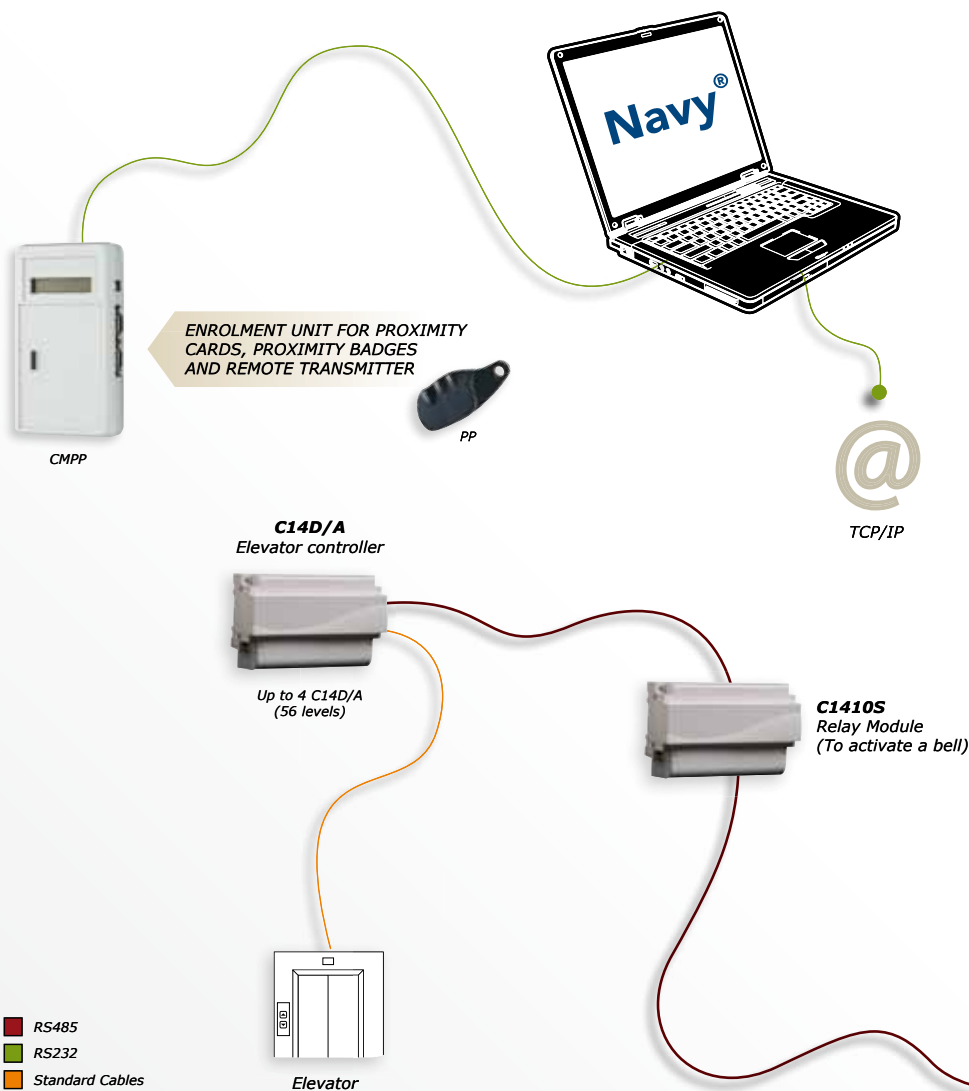 Navy®
ENROLMENT UNIT FOR PROXIMITY
CARDS, PROXIMITY BADGES
AND REMOTE TRANSMITTER
PP
CMPP
@
TCP/IP
C14D/A
Elevator controller
Up to 4 C14D/A
(56 levels)
C1410S
Relay Module
(To activate a bell)
RS485
RS232
Standard Cables
Elevator